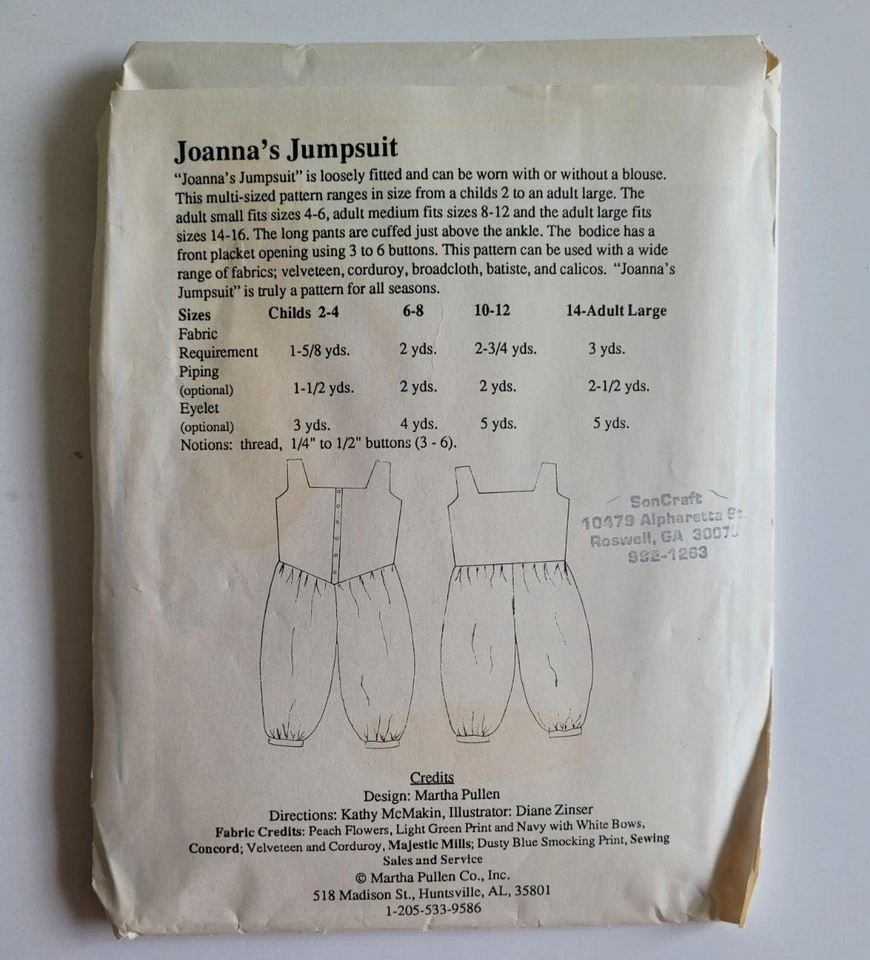 Joanna's Jumpsuit
"Joanna's Jumpsuit" is loosely fitted and can be worn with or without a blouse.
This multi-sized pattern ranges in size from a childs 2 to an adult large. The
adult small fits sizes 4-6, adult medium fits sizes 8-12 and the adult large fits
sizes 14-16. The long pants are cuffed just above the ankle. The bodice has a
front placket opening using 3 to 6 buttons. This pattern can be used with a wide
range of fabrics; velveteen, corduroy, broadcloth, batiste, and calicos. "Joanna's
Jumpsuit" is truly a pattern for all seasons.
Sizes Childs 2-4 6-8 10-12 14-Adult Large
Fabric
Requirement 1-5/8 yds. 2 yds. 2-3/4 yds. 3 yds.
Piping
(optional) 1-1/2 yds. 2 yds. 2 yds. 2-1/2 yds.
Eyelet
(optional) 3 yds. 4 yds. 5 yds. 5 yds.
Notions: thread, 1/4" to 1/2" buttons (3 - 6).
SonCraft
10479 Alpharetta St.
Roswell, GA
992-1263
Credits
Design: Martha Pullen
Directions: Kathy McMakin, Illustrator: Diane Zinser
Fabric Credits: Peach Flowers, Light Green Print and Navy with White Bows,
Concord; Velveteen and Corduroy, Majestic Mills; Dusty Blue Smocking Print, Sewing
Sales and Service
© Martha Pullen Co., Inc.
518 Madison St., Huntsville, AL, 35801
1-205-533-9586